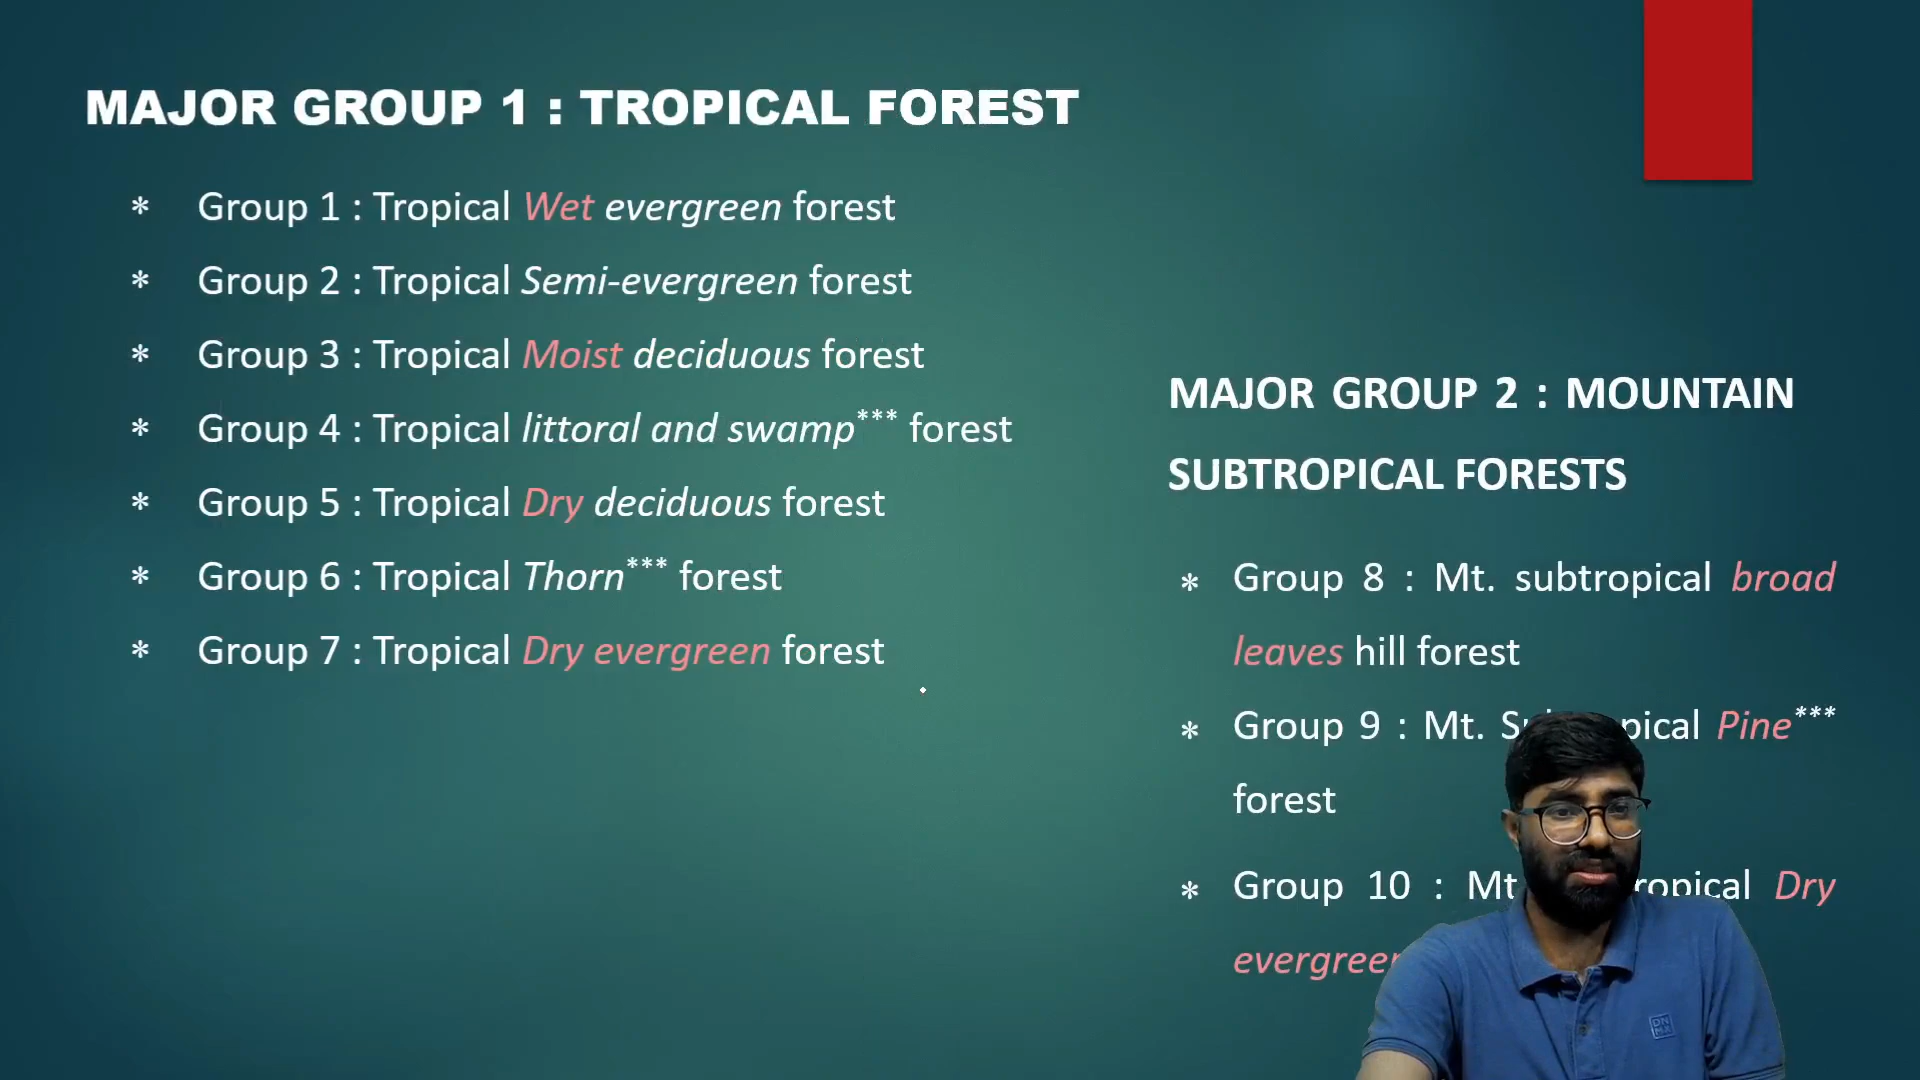 MAJOR GROUP 1 : TROPICAL FOREST
* Group 1 : Tropical Wet evergreen forest
* Group 2 : Tropical Semi-evergreen forest
* Group 3 : Tropical Moist deciduous forest
* Group 4 : Tropical littoral and swamp*** forest
* Group 5 : Tropical Dry deciduous forest
* Group 6 : Tropical Thorn*** forest
* Group 7 : Tropical Dry evergreen forest
MAJOR GROUP 2 : MOUNTAIN
SUBTROPICAL FORESTS
* Group 8 : Mt. subtropical broad
leaves hill forest
* Group 9 : Mt. Pine***
forest
* Group 10 : Mt Dry
DN
MX